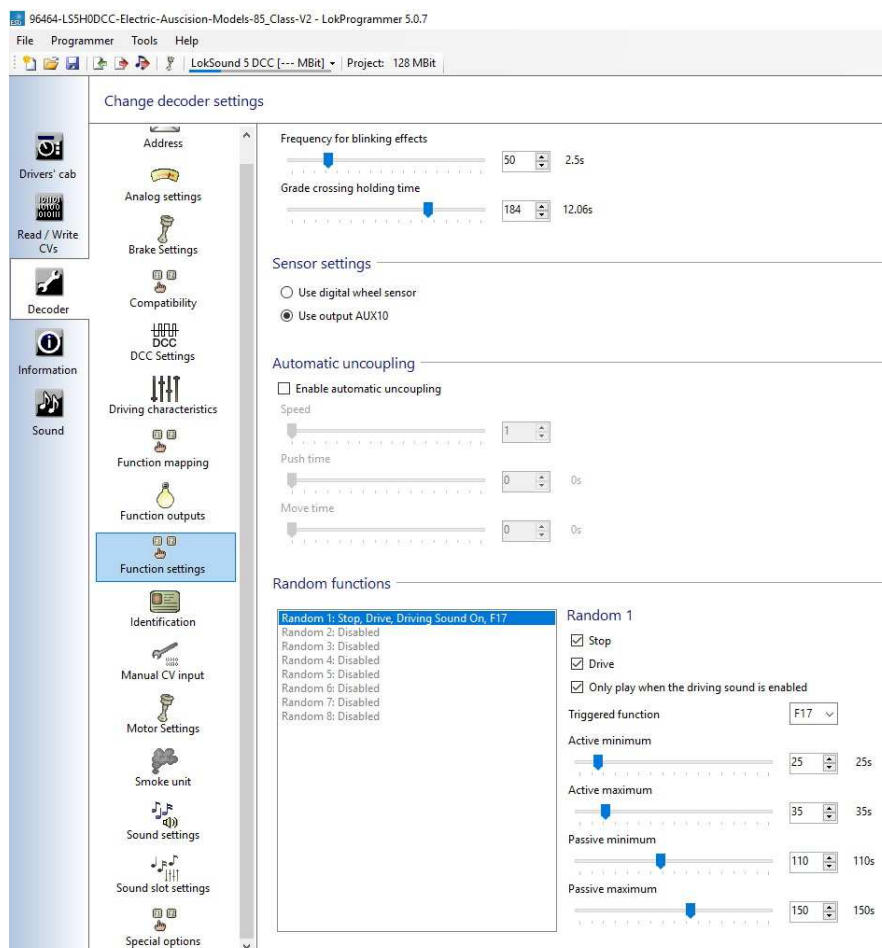 96464-LS5H0DCC-Electric-Auscision-Models-85_Class-V2 - LokProgrammer 5.0.7
File Programmer Tools Help
LokSound 5 DCC [--- MBit] Project: 128 MBit
Change decoder settings
Drivers' cab
Read / Write
CVs
Decoder
Information
Sound
Address
Analog settings
Brake Settings
Compatibility
DCC
DCC Settings
Driving characteristics
Function mapping
Function outputs
Function settings
Identification
Manual CV input
Motor Settings
Smoke unit
Sound settings
Sound slot settings
Special options
Frequency for blinking effects
50 2.5s
Grade crossing holding time
184 12.06s
Sensor settings
Use digital wheel sensor
Use output AUX10
Automatic uncoupling
Enable automatic uncoupling
Speed
1
Push time
0 0s
Move time
0 0s
Random functions
Random 1: Stop, Drive, Driving Sound On, F17
Random 2: Disabled
Random 3: Disabled
Random 4: Disabled
Random 5: Disabled
Random 6: Disabled
Random 7: Disabled
Random 8: Disabled
Random 1
Stop
Drive
Only play when the driving sound is enabled
Triggered function F17
Active minimum
25 25s
Active maximum
35 35s
Passive minimum
110 110s
Passive maximum
150 150s